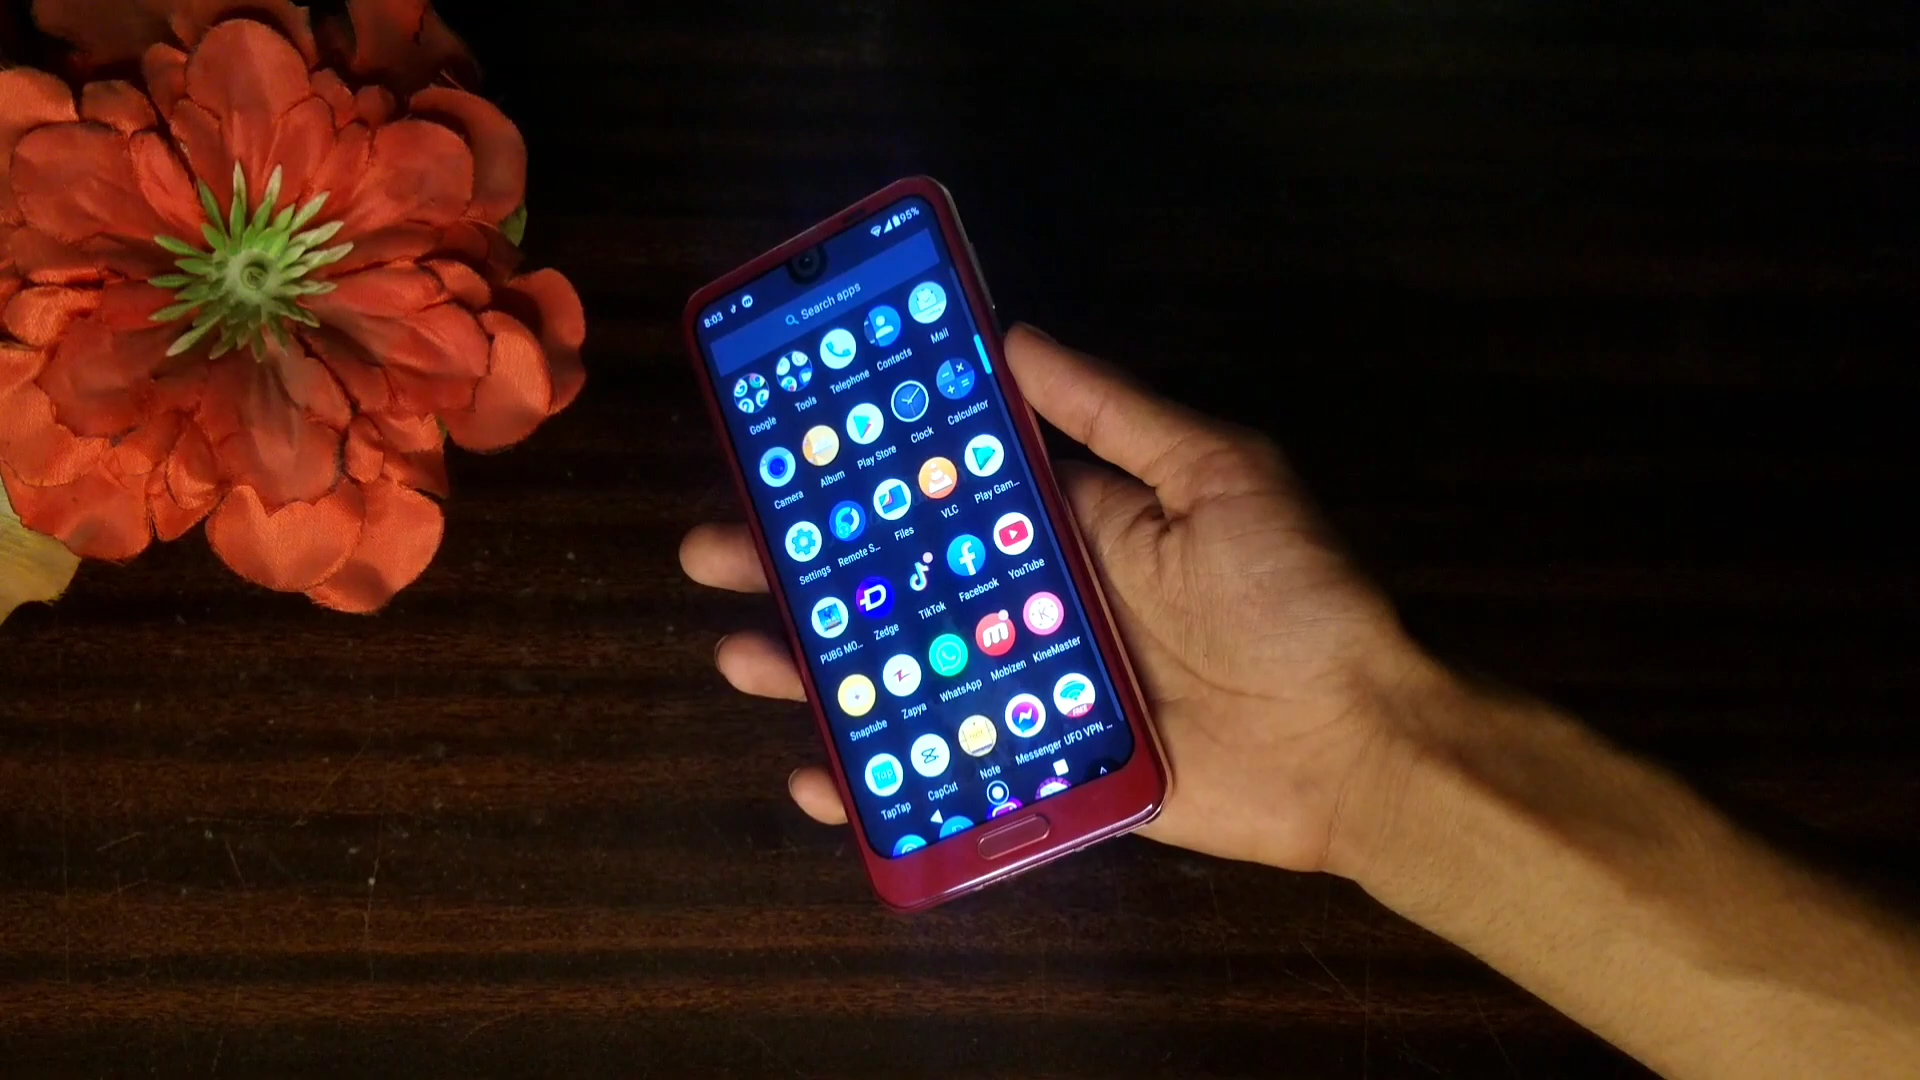 8:03 95%
Search apps
Google Tools Telephone Contacts Mail
Camera Album Play Store Clock Calculator
Settings Remote S... Files VLC Play Gam...
PUBG MO... Zedge TikTok Facebook YouTube
Snaptube Zapya WhatsApp Mobizen KineMaster
Tap FREE
TapTap CapCut Note Messenger UFO VPN ...